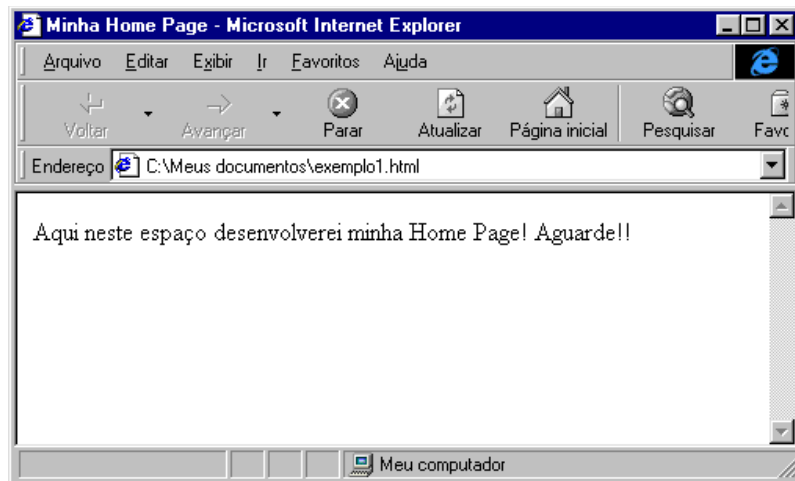 Minha Home Page - Microsoft Internet Explorer
Arquivo Editar Exibir Ir Favoritos Ajuda
Voltar Avançar Parar Atualizar Página inicial Pesquisar Favc
Endereço C:\Meus documentos\exemplo1.html
Aqui neste espaço desenvolverei minha Home Page! Aguarde!!
Meu computador